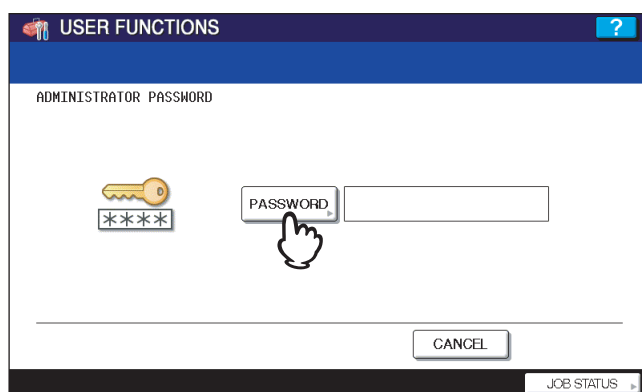 USER FUNCTIONS
?
ADMINISTRATOR PASSWORD
****
PASSWORD
CANCEL
JOB STATUS